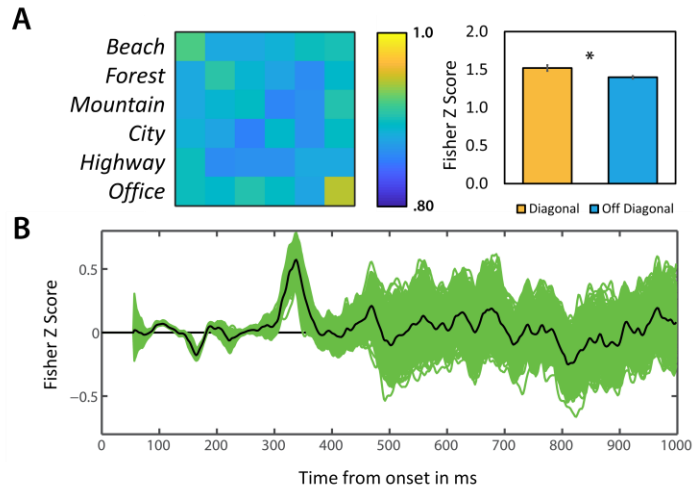 A
Beach
Forest
Mountain
City
Highway
Office
1.0
.80
Fisher Z Score
2.0
1.5
1.0
0.5
0.0
*
Diagonal
Off Diagonal
B
Fisher Z Score
0.5
0
−0.5
0 100 200 300 400 500 600 700 800 900 1000
Time from onset in ms